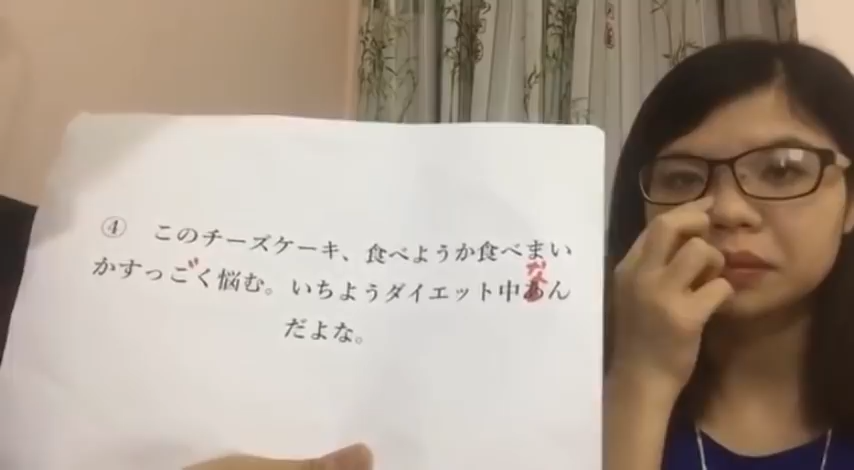 ④ このチーズケーキ、食べようか食べまい
かすっごく悩む。いちようダイエット中なん
だよな。